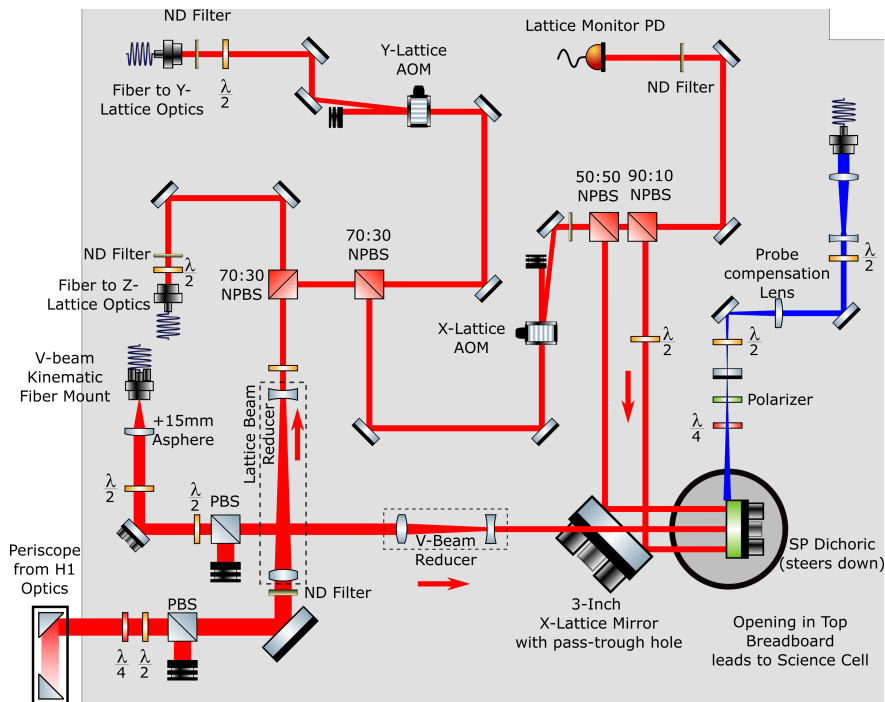 ND Filter
Fiber to Y-
Lattice Optics
λ
2
Y-Lattice
AOM
Lattice Monitor PD
ND Filter
50:50
NPBS
90:10
NPBS
ND Filter
λ
2
Fiber to Z-
Lattice Optics
70:30
NPBS
70:30
NPBS
X-Lattice
AOM
λ
2
Probe
compensation
Lens
λ
2
λ
2
Polarizer
λ
4
V-beam
Kinematic
Fiber Mount
+15mm
Asphere
λ
2
λ
2
PBS
Lattice Beam
Reducer
V-Beam
Reducer
ND Filter
Periscope
from H1
Optics
PBS
λ
4
λ
2
3-Inch
X-Lattice Mirror
with pass-trough hole
SP Dichoric
(steers down)
Opening in Top
Breadboard
leads to Science Cell